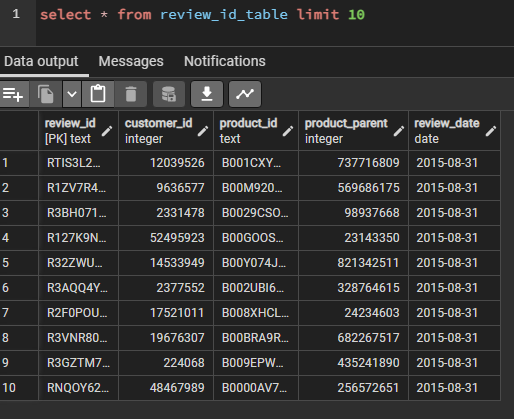 1 select * from review_id_table limit 10
Data output Messages Notifications
review_id customer_id product_id product_parent review_date
[PK] text integer text integer date
1 RTIS3L2... 12039526 B001CXY... 737716809 2015-08-31
2 R1ZV7R4... 9636577 B00M920... 569686175 2015-08-31
3 R3BH071... 2331478 B0029CSO... 98937668 2015-08-31
4 R127K9N... 52495923 B00GOOS... 23143350 2015-08-31
5 R32ZWU... 14533949 B00Y074J... 821342511 2015-08-31
6 R3AQQ4Y... 2377552 B002UBI6... 328764615 2015-08-31
7 R2F0POU... 17521011 B008XHCL... 24234603 2015-08-31
8 R3VNR80... 19676307 B00BRA9R... 682267517 2015-08-31
9 R3GZTM7... 224068 B009EPW... 435241890 2015-08-31
10 RNQOY62... 48467989 B0000AV7... 256572651 2015-08-31